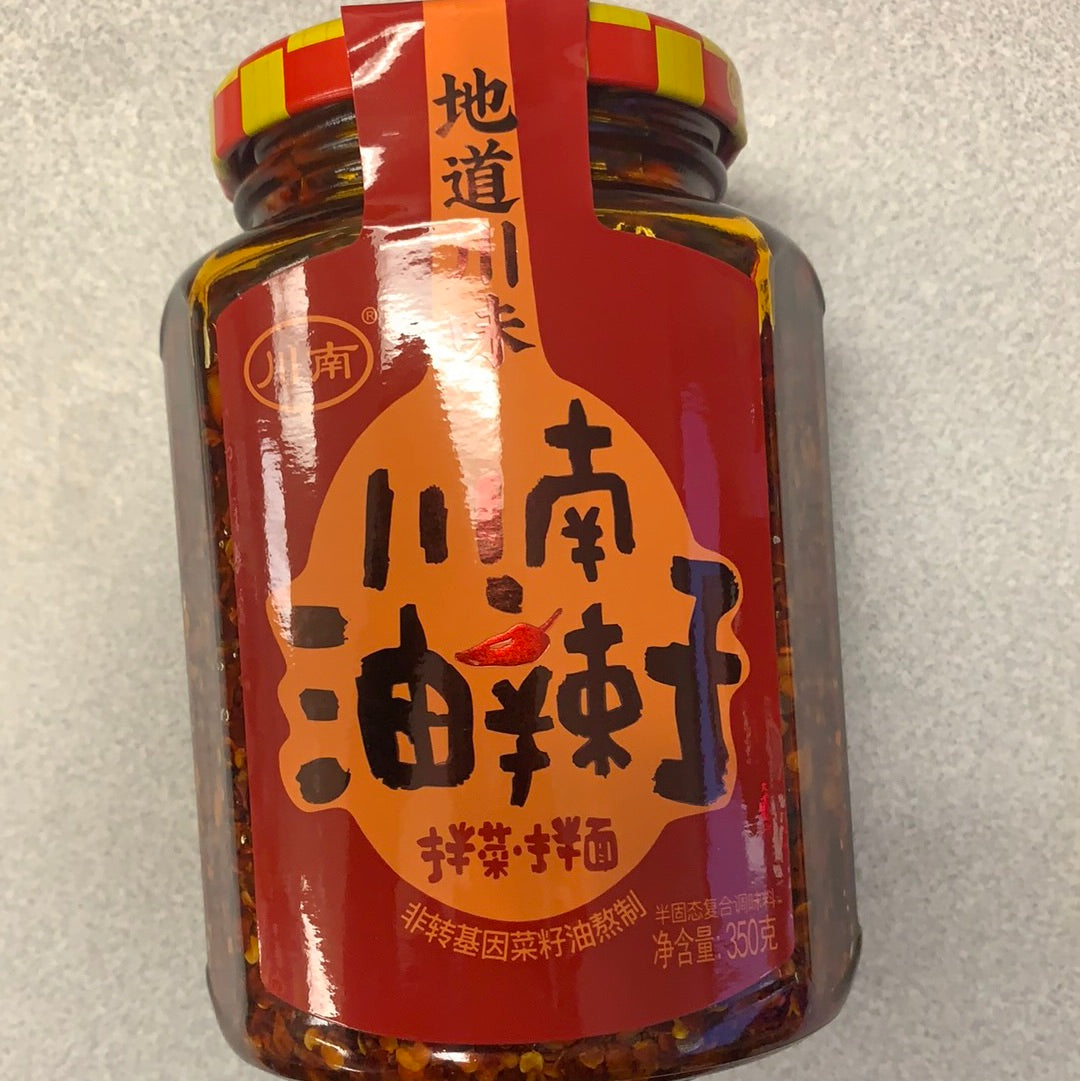 地道川味
川南
®
川南
油辣子
拌菜·拌面
非转基因菜籽油熬制
半固态复合调味料
净含量: 350克